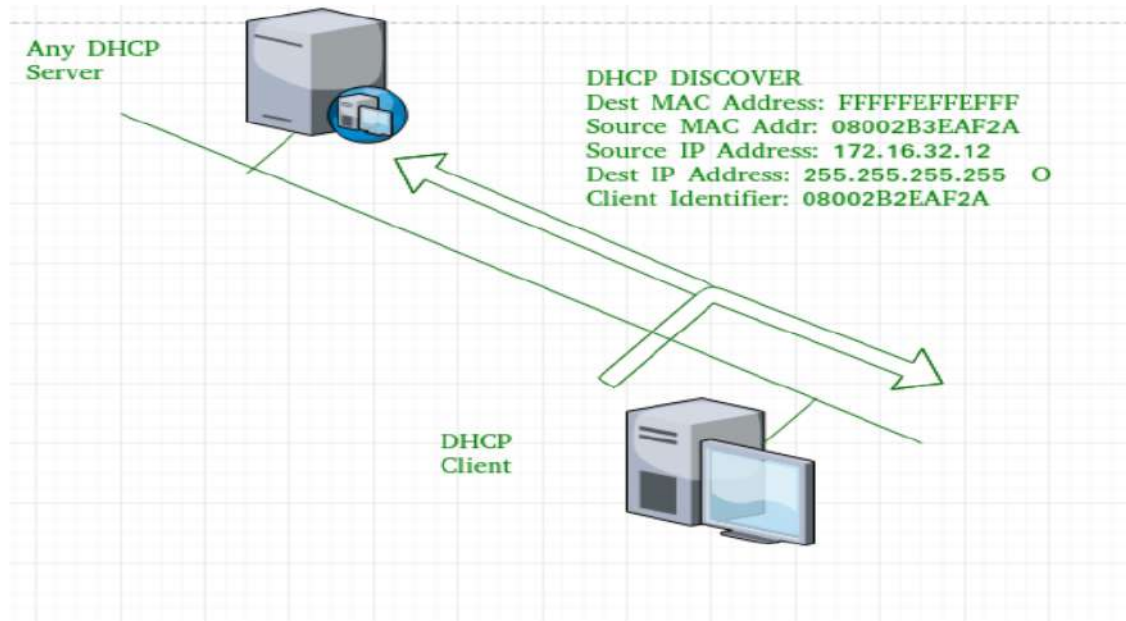 Any DHCP
Server
DHCP DISCOVER
Dest MAC Address: FFFFFEFFEFFF
Source MAC Addr: 08002B3EAF2A
Source IP Address: 172.16.32.12
Dest IP Address: 255.255.255.255 O
Client Identifier: 08002B2EAF2A
DHCP
Client